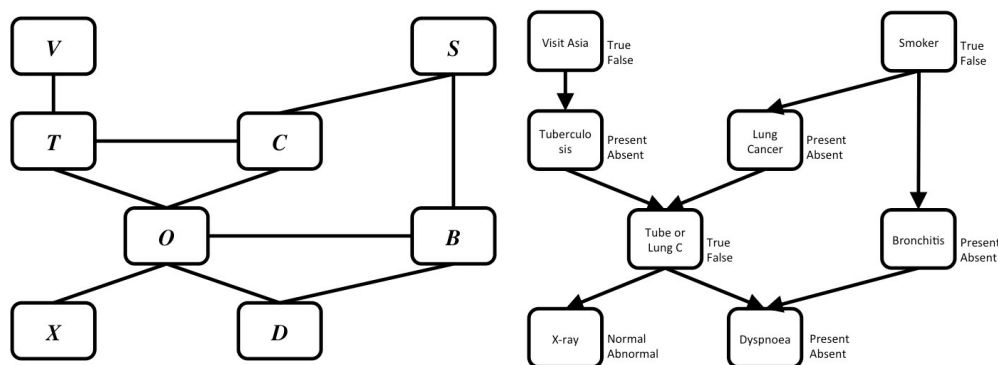 V
S
T
C
O
B
X
D
Visit Asia
True
False
Smoker
True
False
Tuberculo
sis
Present
Absent
Lung
Cancer
Present
Absent
Tube or
Lung C
True
False
Bronchitis
Present
Absent
X-ray
Normal
Abnormal
Dyspnoea
Present
Absent